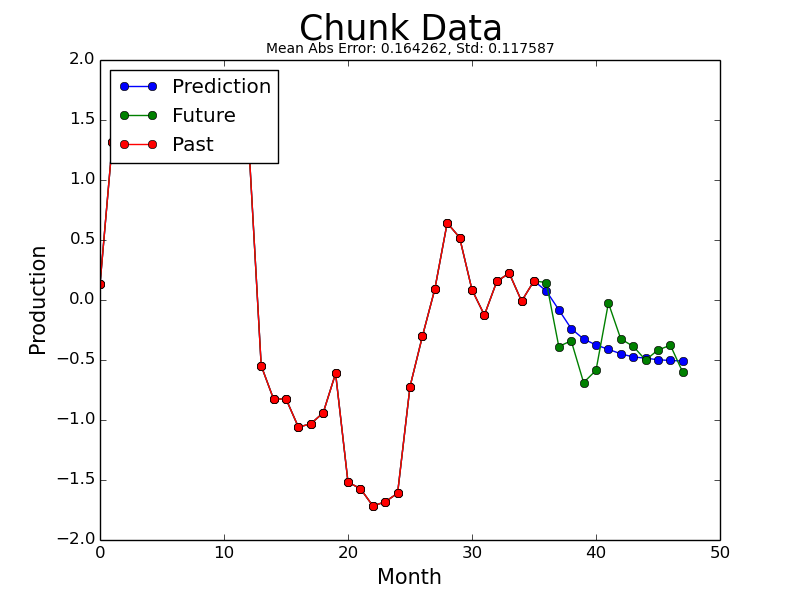 Chunk Data
Mean Abs Error: 0.164262, Std: 0.117587
Prediction
Future
Past
2.0
1.5
1.0
0.5
0.0
−0.5
−1.0
−1.5
−2.0
Production
0 10 20 30 40 50
Month